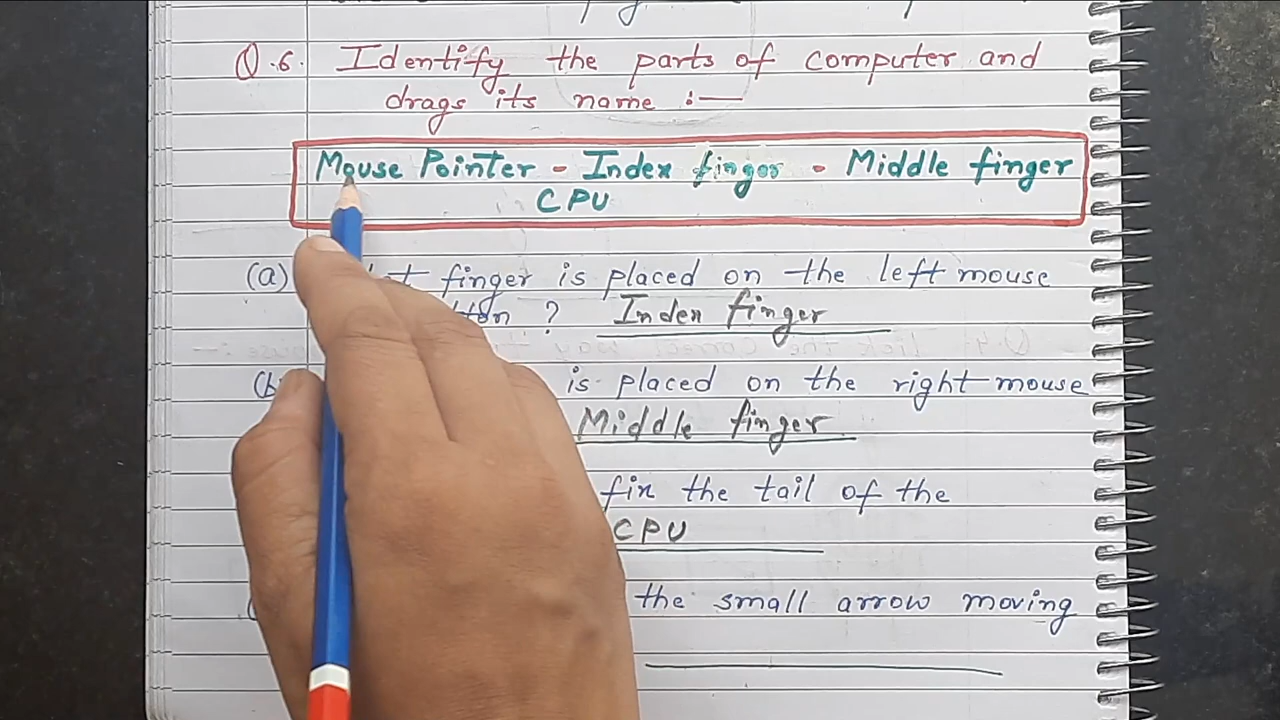 Q.6. Identify the parts of computer and
drags its name :—
Mouse Pointer - Index finger - Middle finger
CPU
(a) finger is placed on the left mouse
? Index finger
is placed on the right mouse
Middle finger
fix the tail of the
CPU
the small arrow moving